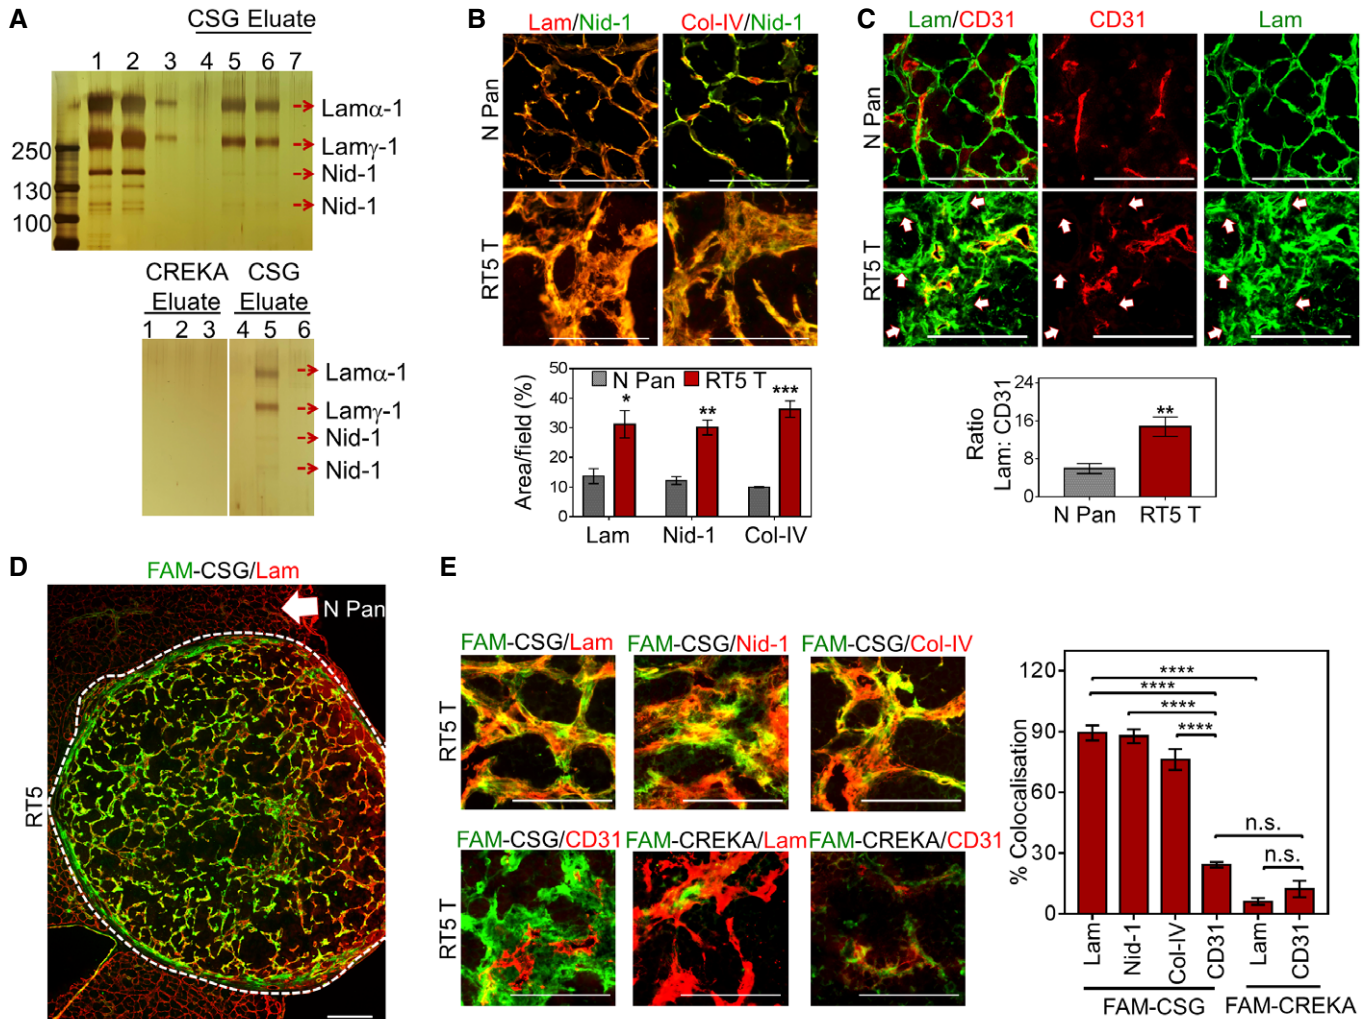 A
CSG Eluate
1 2 3 4 5 6 7
Lamα-1
Lamγ-1
Nid-1
Nid-1
250
130
100
CREKA CSG
Eluate Eluate
1 2 3 4 5 6
Lamα-1
Lamγ-1
Nid-1
Nid-1
B
Lam/Nid-1 Col-IV/Nid-1
N Pan
RT5 T
N Pan RT5 T
Area/field (%)
50
40
30
20
10
0
* ** ***
Lam Nid-1 Col-IV
C
Lam/CD31 CD31 Lam
N Pan
RT5 T
Ratio
Lam: CD31
24
16
8
0
**
N Pan RT5 T
D
FAM-CSG/Lam
N Pan
RT5
E
FAM-CSG/Lam FAM-CSG/Nid-1 FAM-CSG/Col-IV
RT5 T
FAM-CSG/CD31 FAM-CREKA/Lam FAM-CREKA/CD31
RT5 T
% Colocalisation
120
90
60
30
0
****
****
****
****
n.s.
n.s.
Lam Nid-1 Col-IV CD31 Lam CD31
FAM-CSG FAM-CREKA